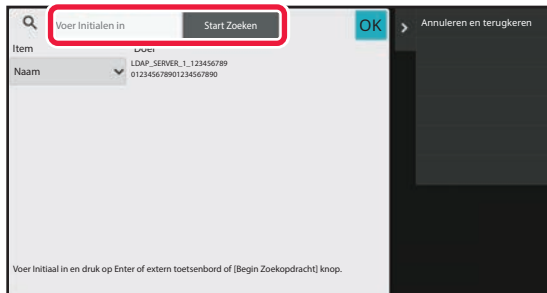 Voer Initialen in
Start Zoeken
OK
Annuleren en terugkeren
Item
Doel
Naam
LDAP_SERVER_1_123456789
012345678901234567890
Voer Initiaal in en druk op Enter of extern toetsenbord of [Begin Zoekopdracht] knop.